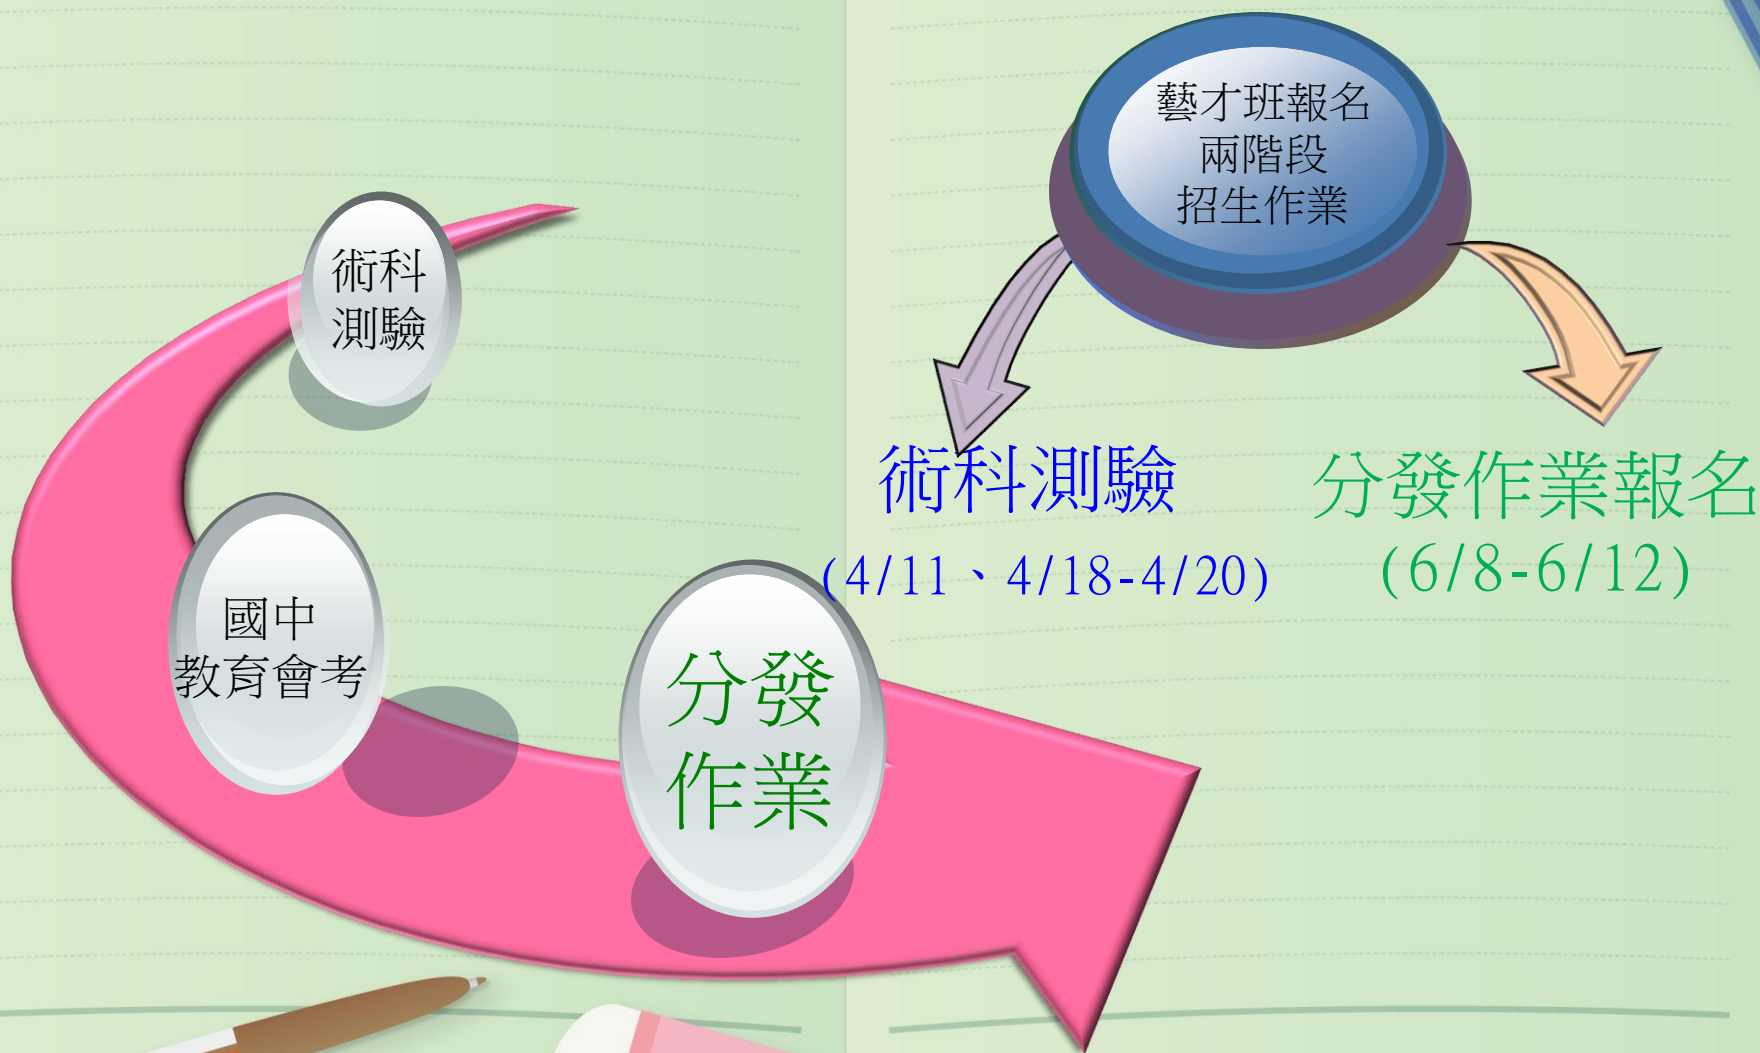 藝才班報名
兩階段
招生作業
術科
測驗
術科測驗
(4/11、4/18-4/20)
分發作業報名
(6/8-6/12)
國中
教育會考
分發
作業